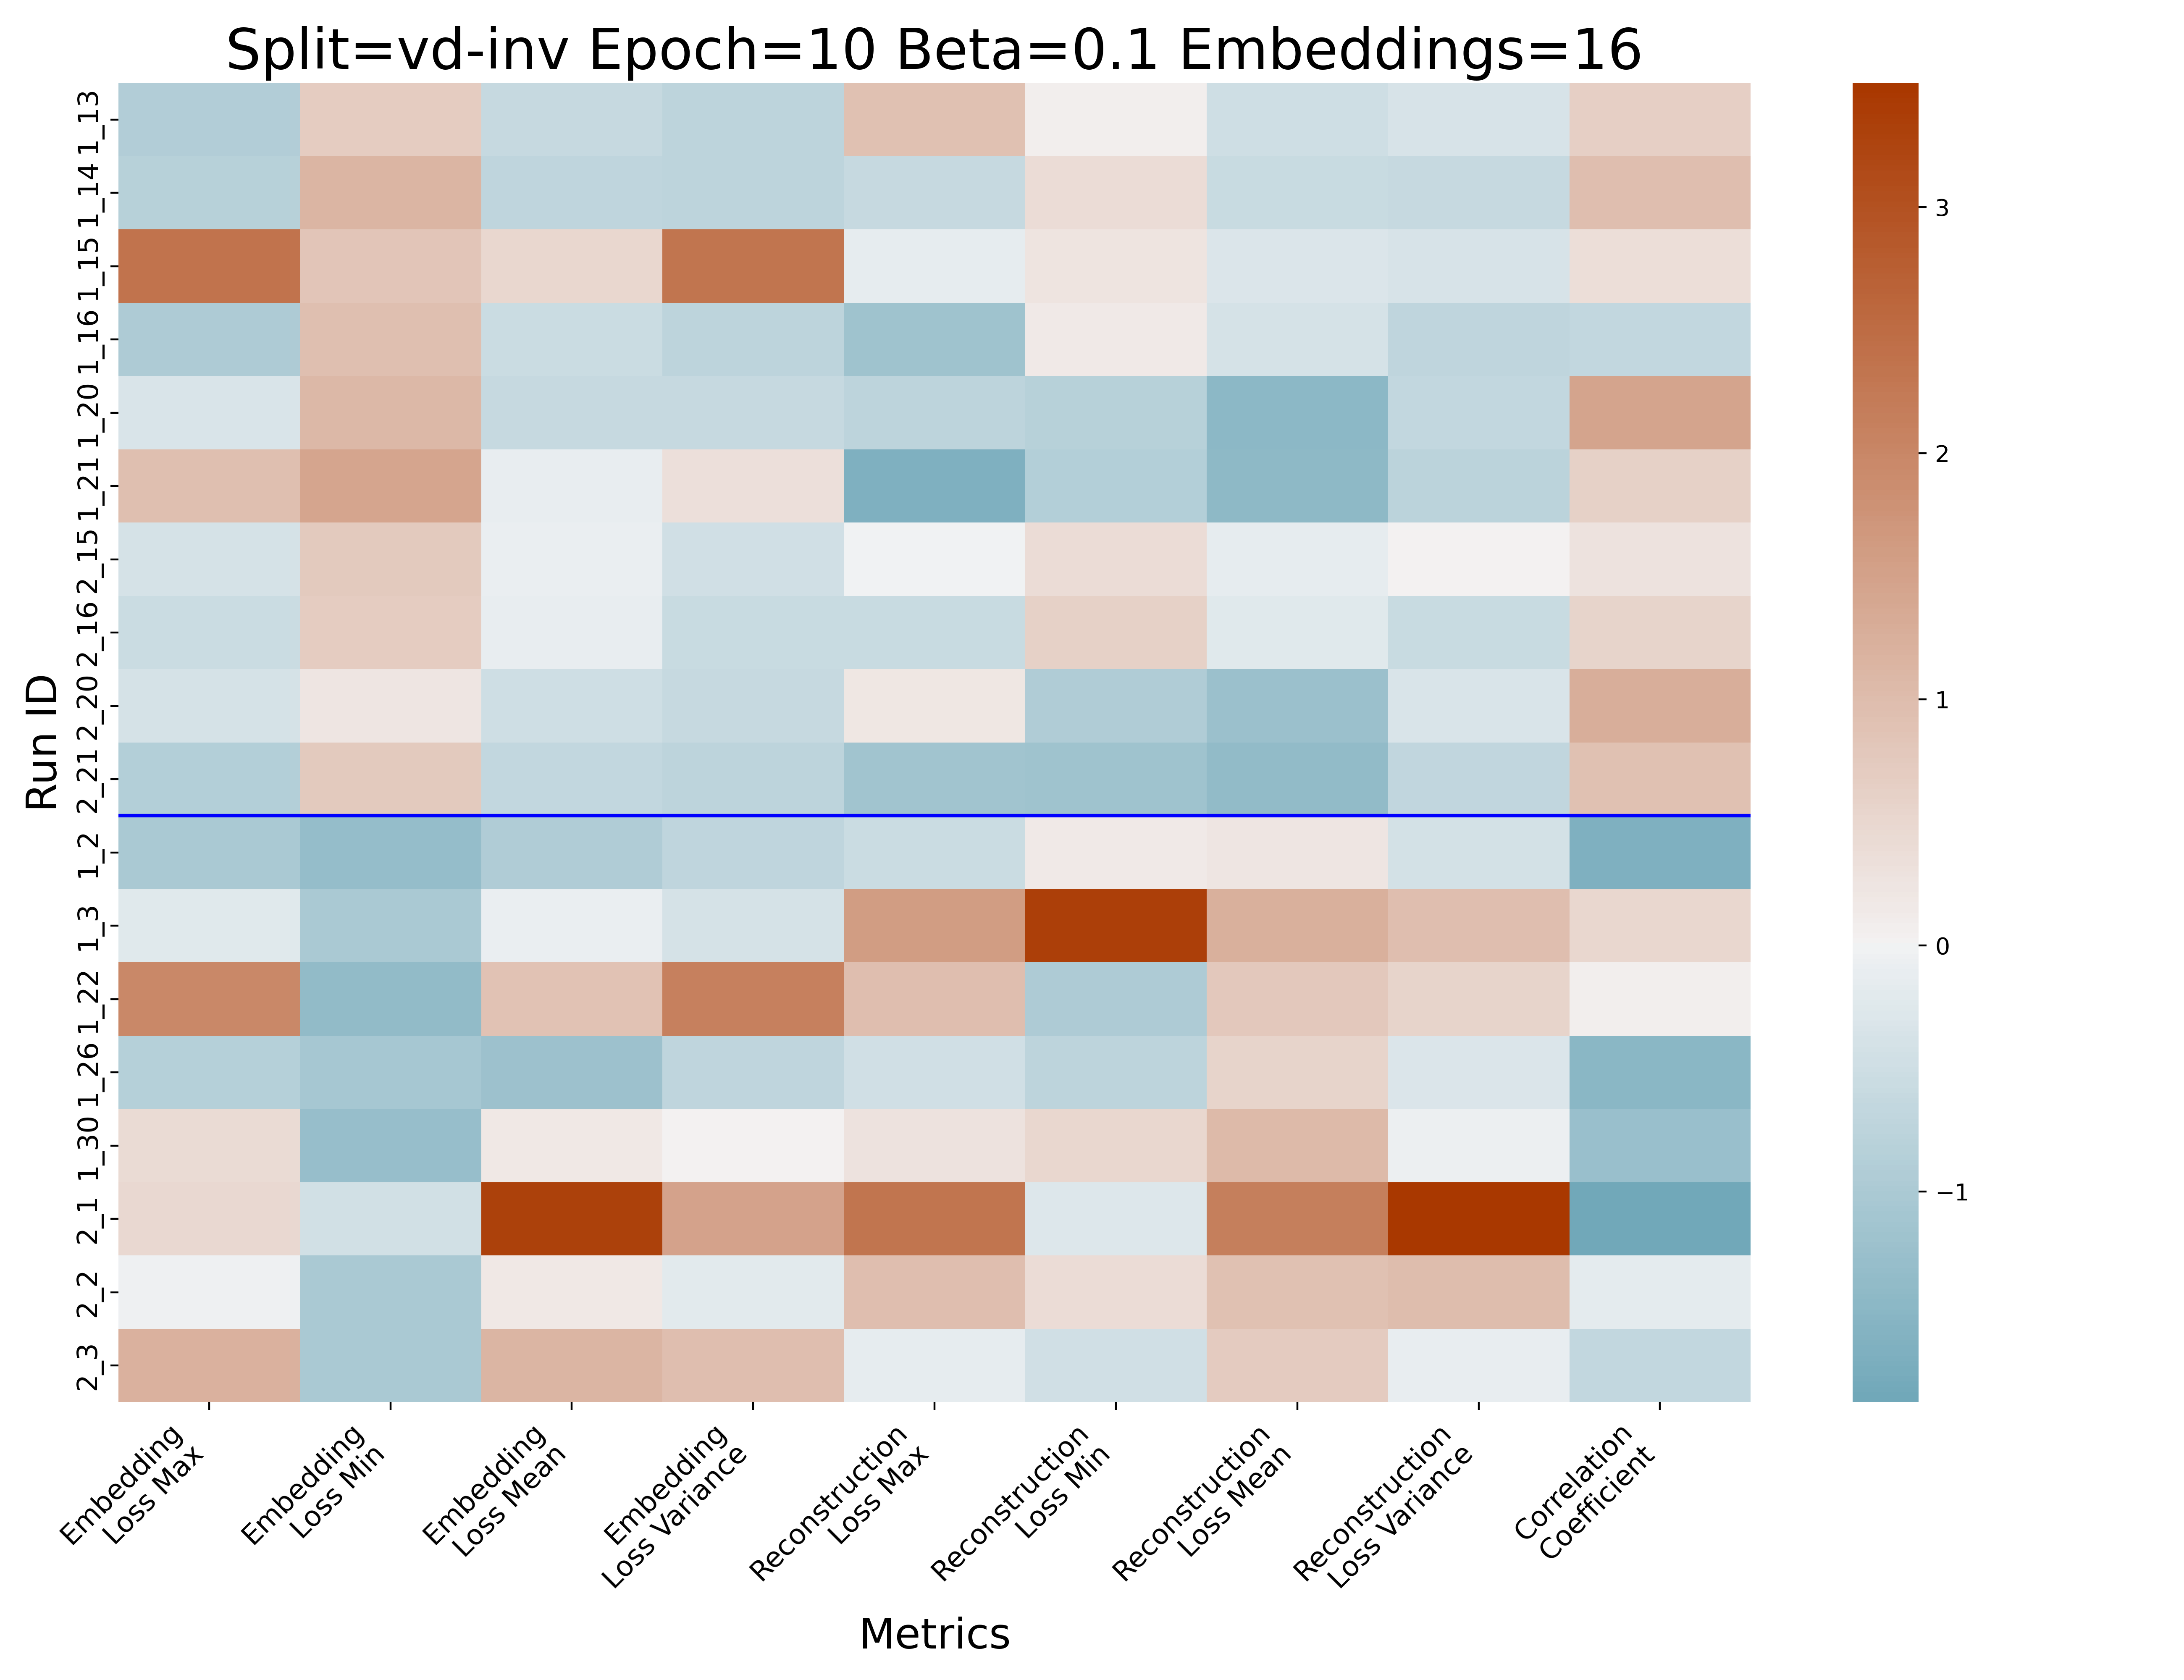 Split=vd-inv Epoch=10 Beta=0.1 Embeddings=16
Run ID
1_13
1_14
1_15
1_16
1_20
1_21
2_15
2_16
2_20
2_21
1_2
1_3
1_22
1_26
1_30
2_1
2_2
2_3
Embedding
Loss Max
Embedding
Loss Min
Embedding
Loss Mean
Embedding
Loss Variance
Reconstruction
Loss Max
Reconstruction
Loss Min
Reconstruction
Loss Mean
Reconstruction
Loss Variance
Correlation
Coefficient
Metrics
3
2
1
0
−1